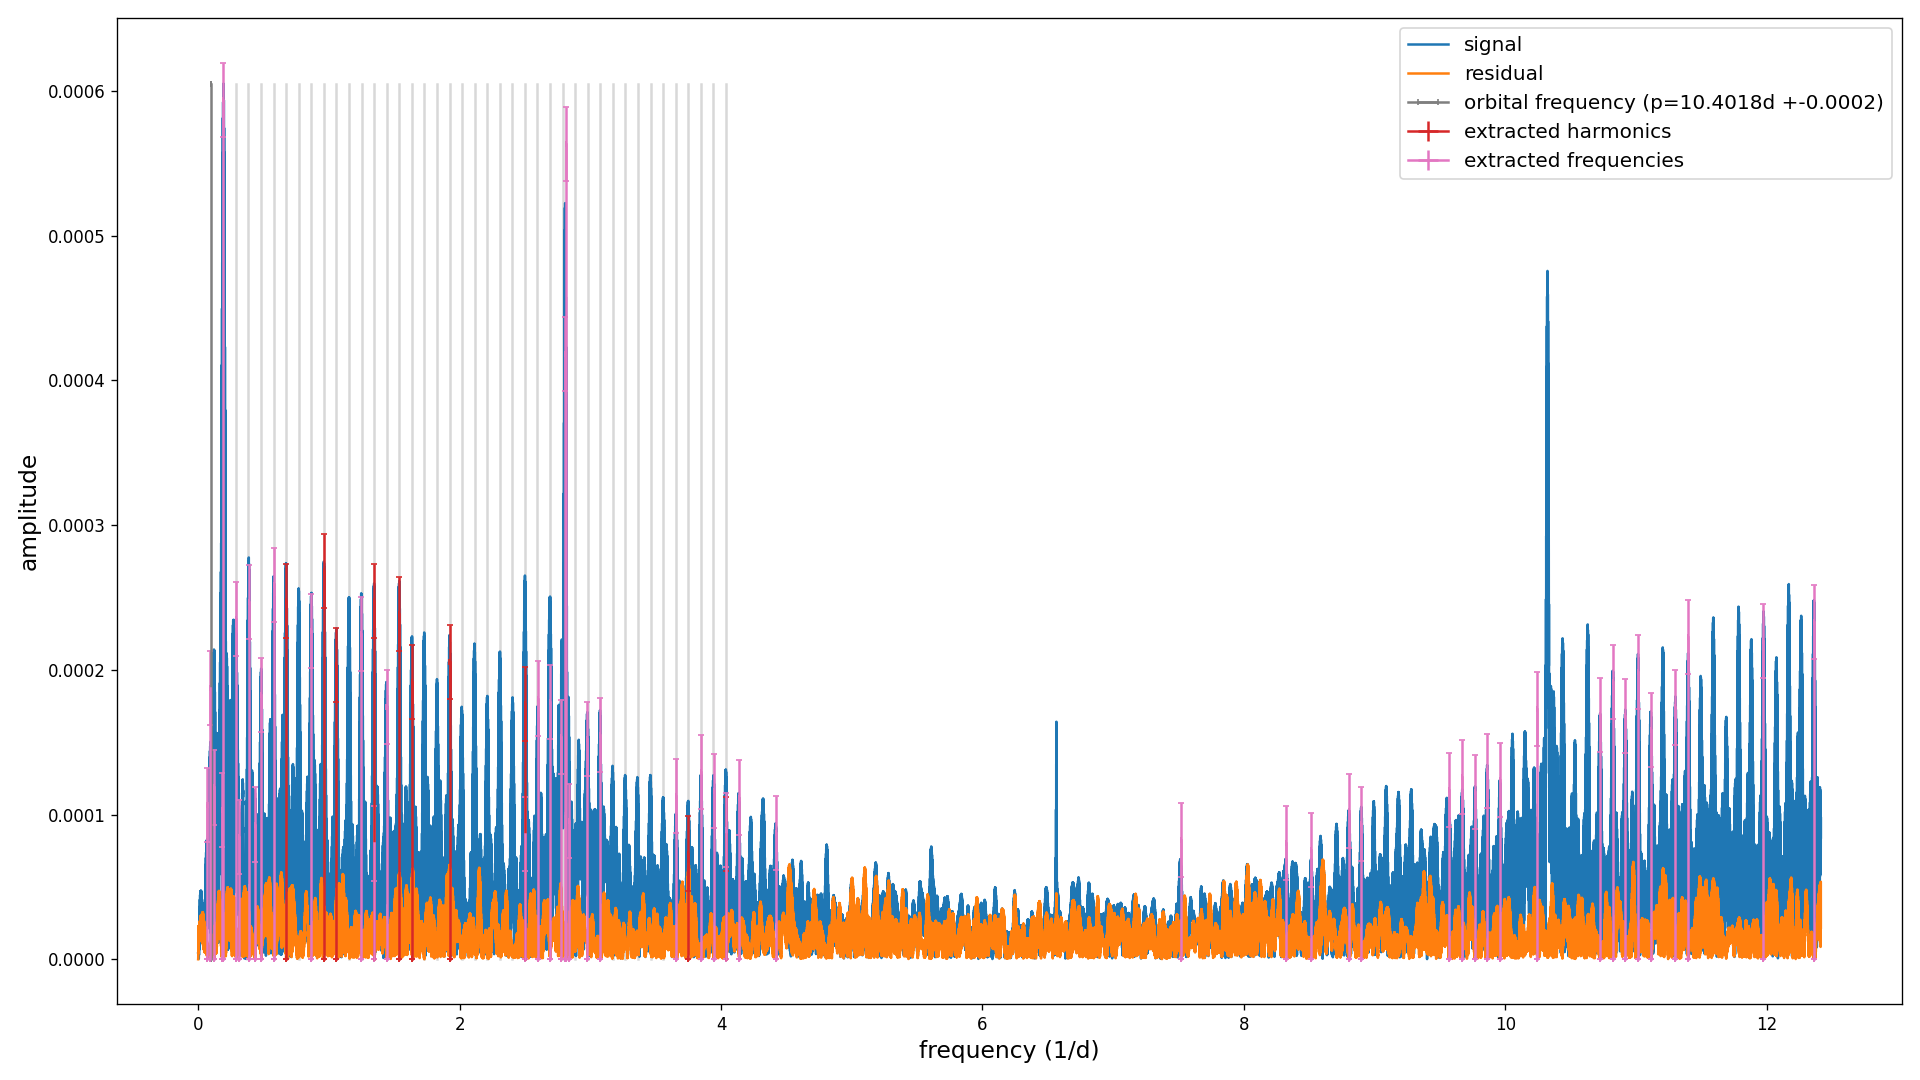 signal
residual
orbital frequency (p=10.4018d +-0.0002)
extracted harmonics
extracted frequencies
amplitude
0.0006
0.0005
0.0004
0.0003
0.0002
0.0001
0.0000
0 2 4 6 8 10 12
frequency (1/d)